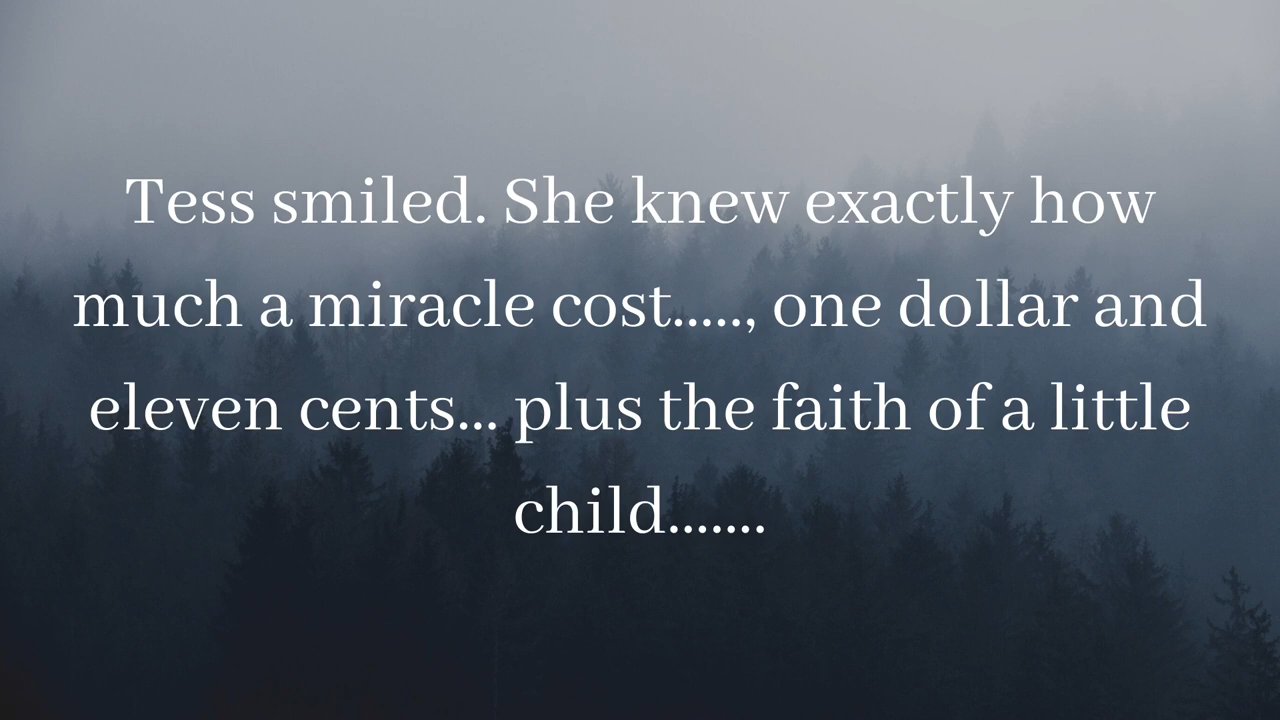 Tess smiled. She knew exactly how
much a miracle cost....., one dollar and
eleven cents... plus the faith of a little
child.......